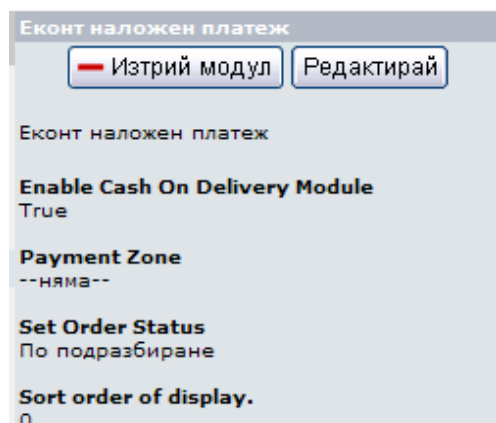 Еконт наложен платеж
Изтрий модул Редактирай
Еконт наложен платеж
Enable Cash On Delivery Module
True
Payment Zone
--няма--
Set Order Status
По подразбиране
Sort order of display.
0